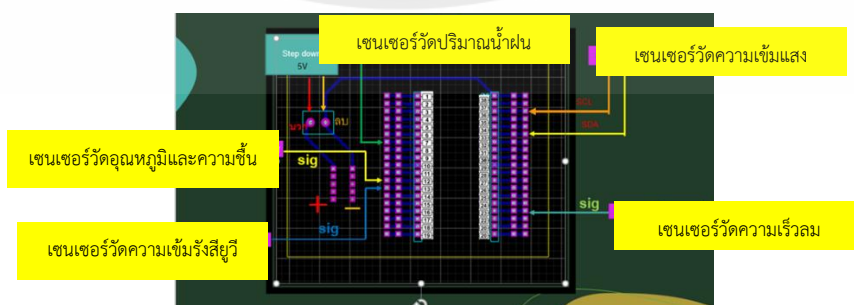 Step down
5V
เซนเซอร์วัดปริมาณน้ำฝน
เซนเซอร์วัดความเข้มแสง
SCL
SDA
บวก
ลบ
เซนเซอร์วัดอุณหภูมิและความชื้น
sig
+
−
sig
เซนเซอร์วัดความเข้มรังสียูวี
sig
เซนเซอร์วัดความเร็วลม